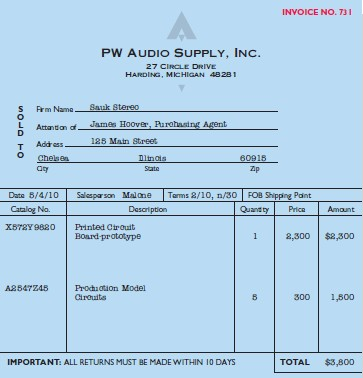 INVOICE NO. 731
PW AUDIO SUPPLY, INC.
27 CIRCLE DRIVE
HARDING, MICHIGAN 48281
SOLD TO
Firm Name Sauk Stereo
Attention of James Hoover, Purchasing Agent
Address 125 Main Street
Chelsea Illinois 60915
City State Zip
Date 5/4/10 Salesperson Malone Terms 2/10, n/30 FOB Shipping Point
Catalog No. Description Quantity Price Amount
X572Y9820 Printed Circuit
Board-prototype 1 2,300 $2,300
A2547Z45 Production Model
Circuits 5 300 1,500
IMPORTANT: ALL RETURNS MUST BE MADE WITHIN 10 DAYS TOTAL $3,800